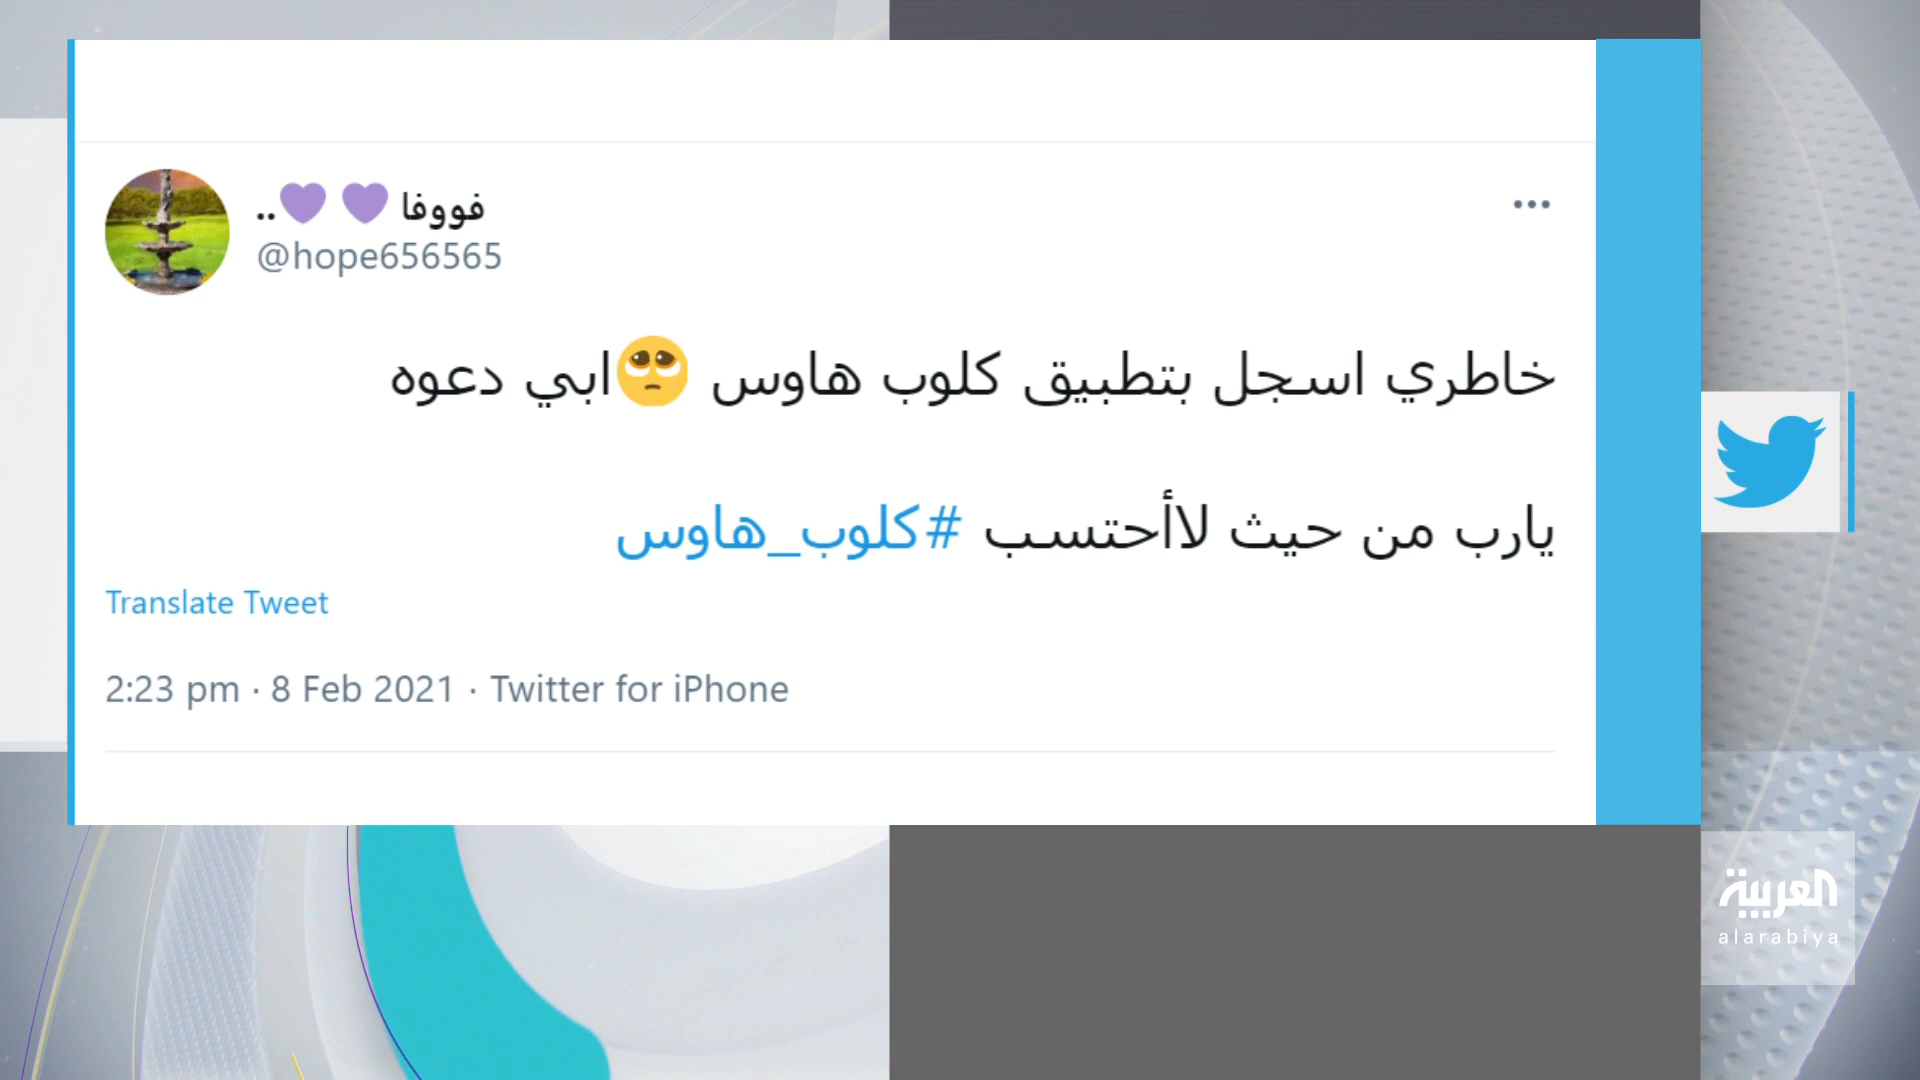 فووفا 💜 💜..
@hope656565
خاطري اسجل بتطبيق كلوب هاوس 🥺ابي دعوه
يارب من حيث لاأحتسب #كلوب_هاوس
Translate Tweet
2:23 pm · 8 Feb 2021 · Twitter for iPhone
العربية
alarabiya